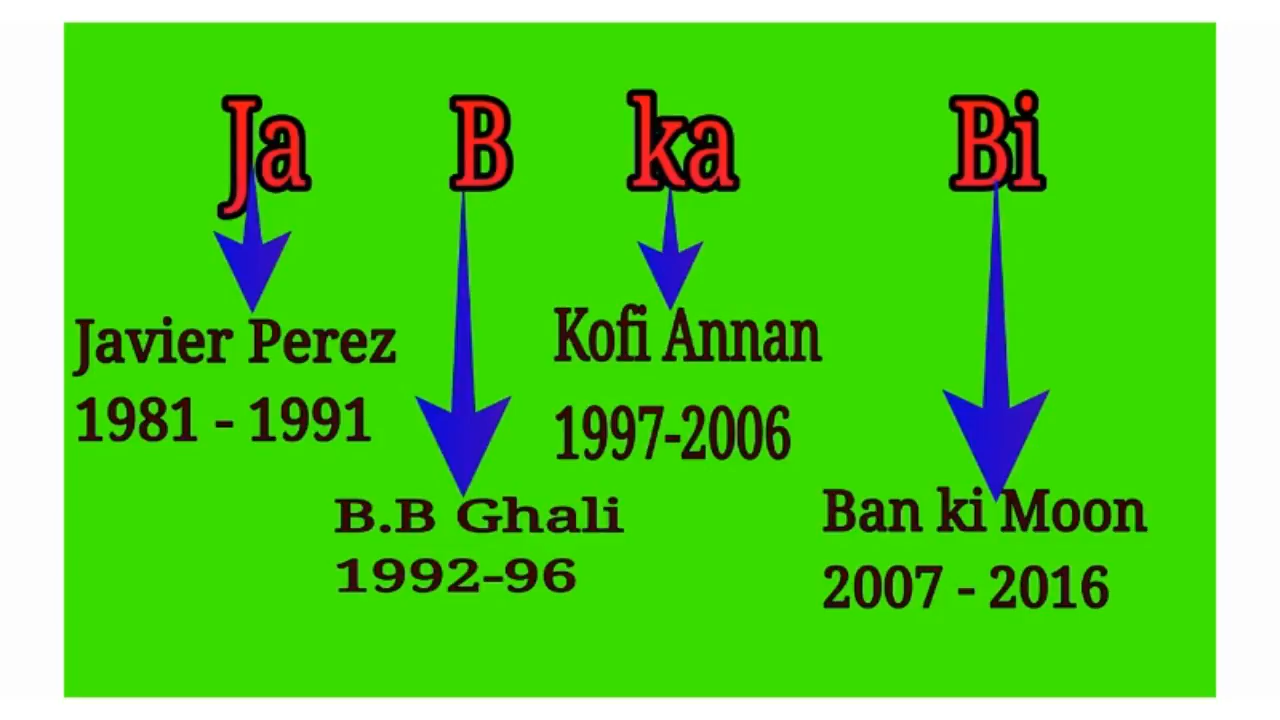 Ja B ka Bi
Javier Perez
1981 - 1991
B.B Ghali
1992-96
Kofi Annan
1997-2006
Ban ki Moon
2007 - 2016